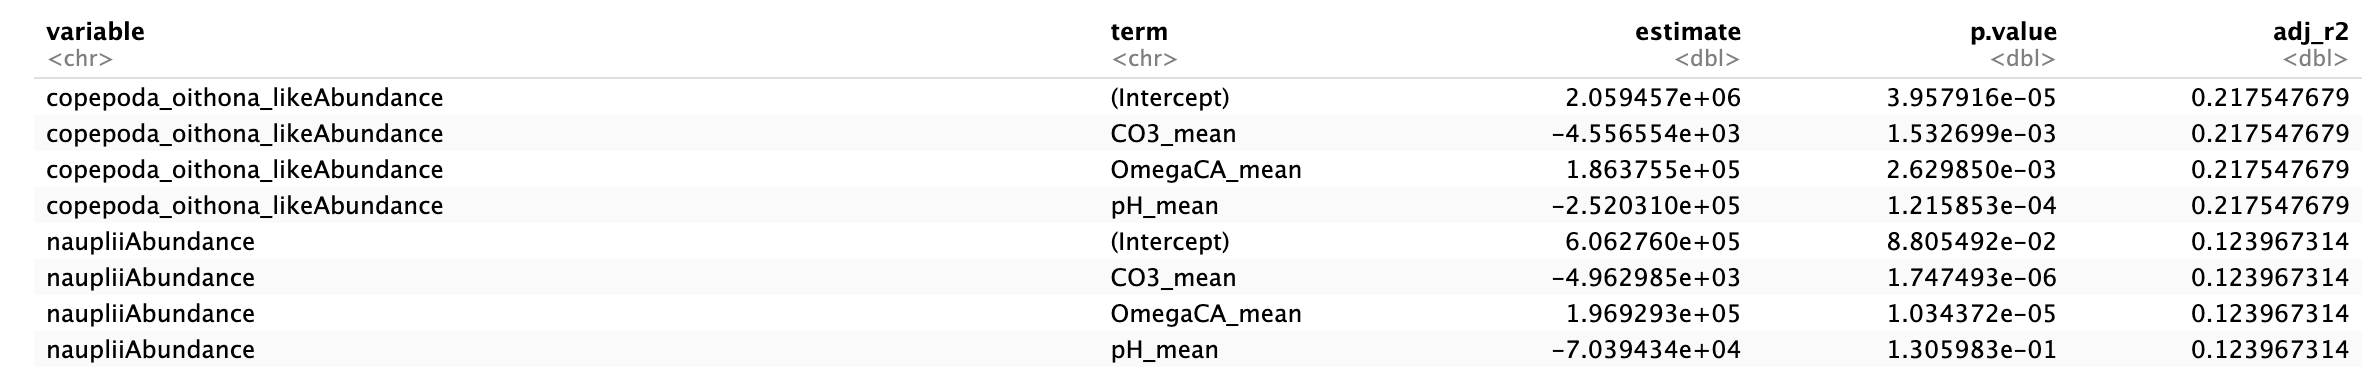 variable term estimate p.value adj_r2
<chr> <chr> <dbl> <dbl> <dbl>
copepoda_oithona_likeAbundance (Intercept) 2.059457e+06 3.957916e−05 0.217547679
copepoda_oithona_likeAbundance CO3_mean −4.556554e+03 1.532699e−03 0.217547679
copepoda_oithona_likeAbundance OmegaCA_mean 1.863755e+05 2.629850e−03 0.217547679
copepoda_oithona_likeAbundance pH_mean −2.520310e+05 1.215853e−04 0.217547679
naupliiAbundance (Intercept) 6.062760e+05 8.805492e−02 0.123967314
naupliiAbundance CO3_mean −4.962985e+03 1.747493e−06 0.123967314
naupliiAbundance OmegaCA_mean 1.969293e+05 1.034372e−05 0.123967314
naupliiAbundance pH_mean −7.039434e+04 1.305983e−01 0.123967314